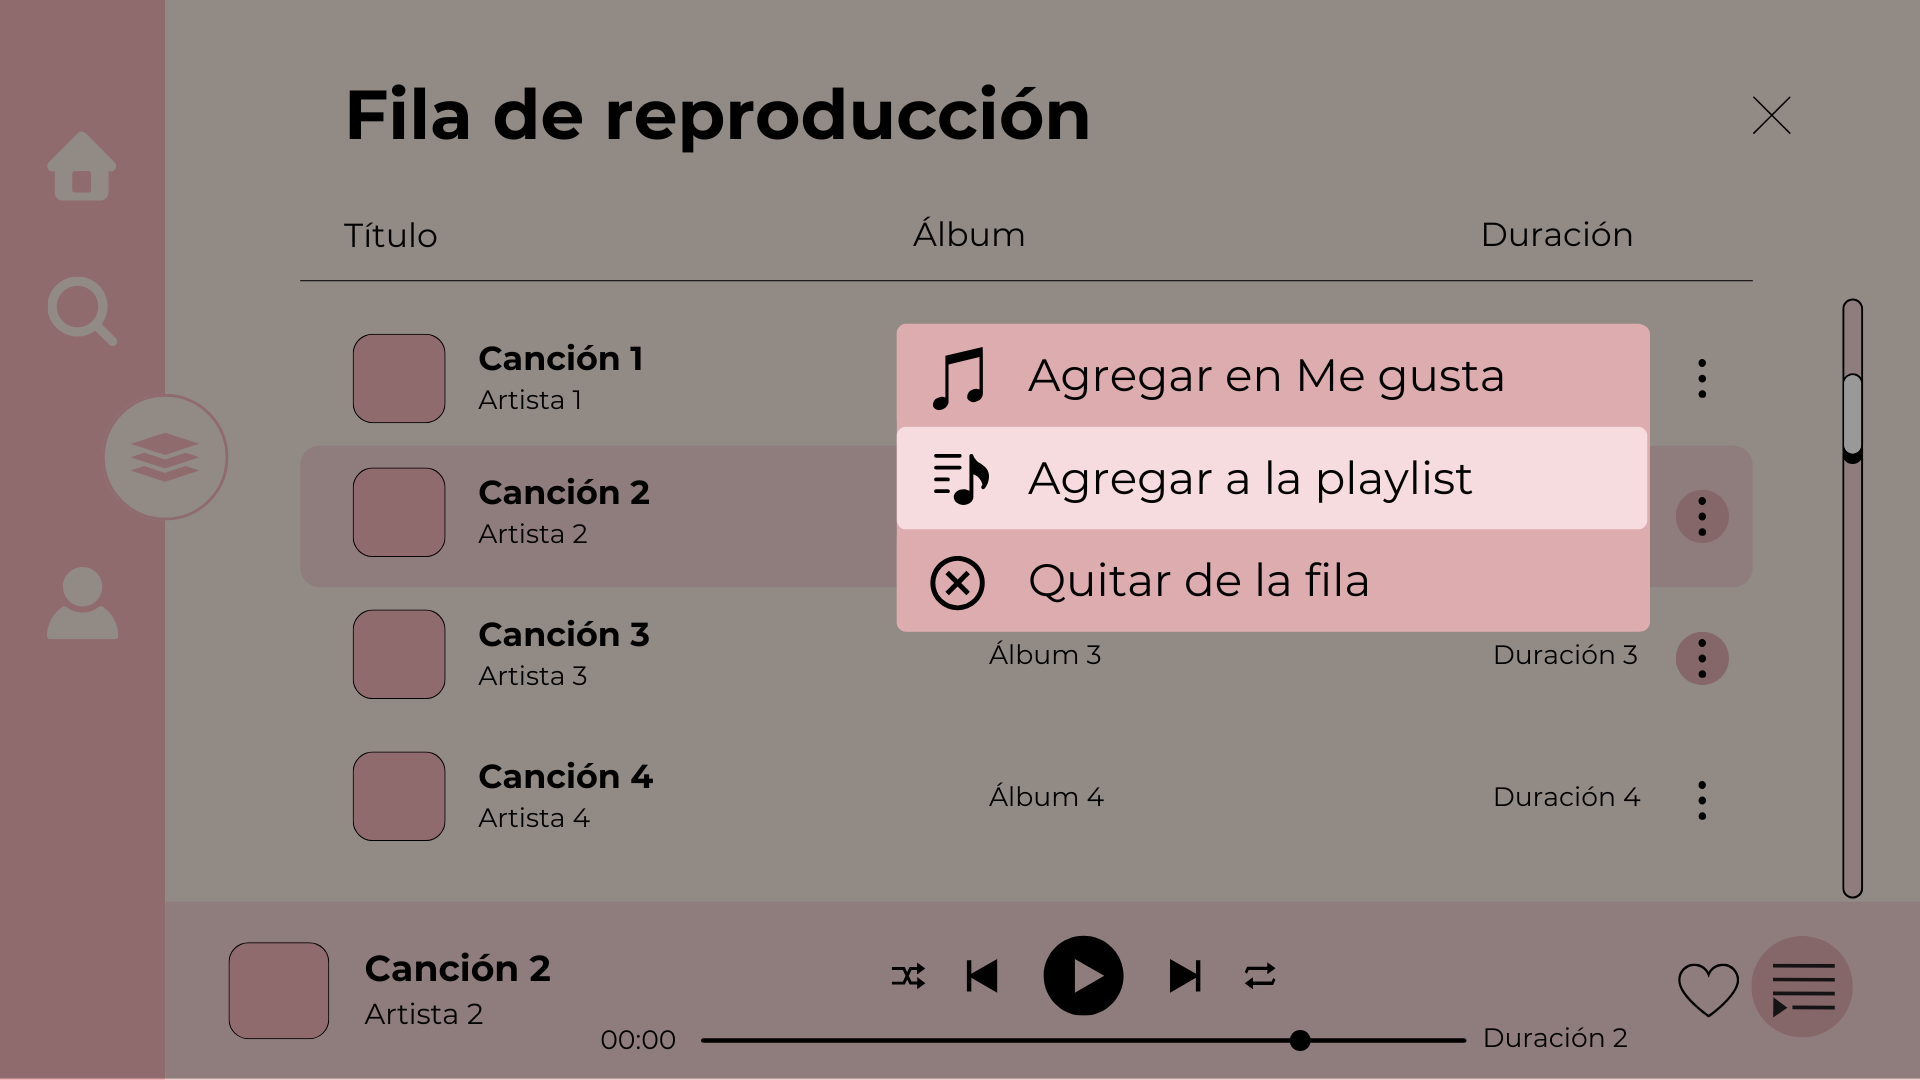 Fila de reproducción
Título Álbum Duración
Canción 1
Artista 1
Agregar en Me gusta
Canción 2
Artista 2
Agregar a la playlist
Quitar de la fila
Canción 3
Artista 3
Álbum 3 Duración 3
Canción 4
Artista 4
Álbum 4 Duración 4
Canción 2
Artista 2
00:00 Duración 2